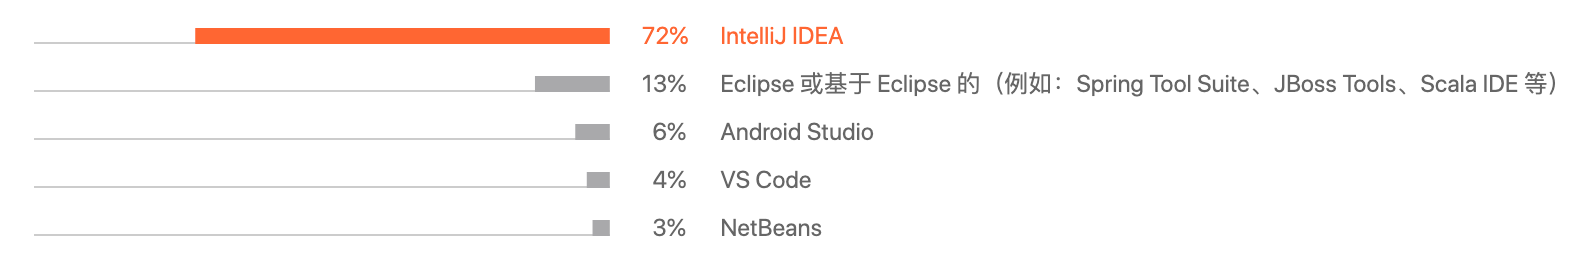 72% IntelliJ IDEA
13% Eclipse 或基于 Eclipse 的（例如：Spring Tool Suite、JBoss Tools、Scala IDE 等）
6% Android Studio
4% VS Code
3% NetBeans